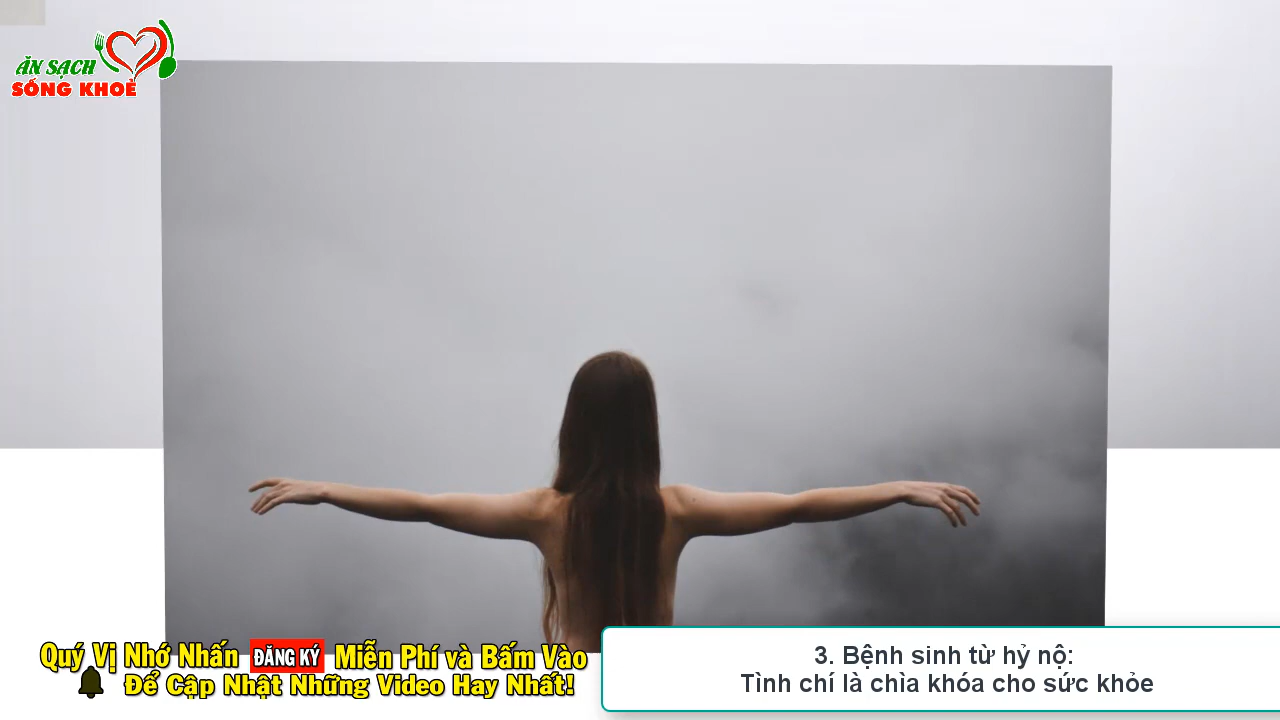 ĂN SẠCH
SỐNG KHOẺ
Quý Vị Nhớ Nhấn ĐĂNG KÝ Miễn Phí và Bấm Vào
Để Cập Nhật Những Video Hay Nhất!
3. Bệnh sinh từ hỷ nộ:
Tình chí là chìa khóa cho sức khỏe